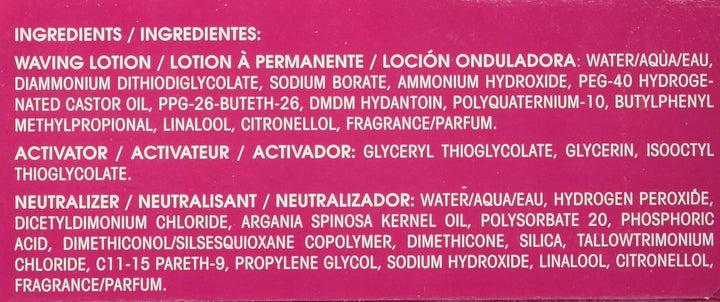 INGREDIENTS / INGREDIENTES:
WAVING LOTION / LOTION À PERMANENTE / LOCIÓN ONDULADORA: WATER/AQÙA/EAU,
DIAMMONIUM DITHIODIGLYCOLATE, SODIUM BORATE, AMMONIUM HYDROXIDE, PEG-40 HYDROGE-
NATED CASTOR OIL, PPG-26-BUTETH-26, DMDM HYDANTOIN, POLYQUATERNIUM-10, BUTYLPHENYL
METHYLPROPIONAL, LINALOOL, CITRONELLOL, FRAGRANCE/PARFUM.
ACTIVATOR / ACTIVATEUR / ACTIVADOR: GLYCERYL THIOGLYCOLATE, GLYCERIN, ISOOCTYL
THIOGLYCOLATE.
NEUTRALIZER / NEUTRALISANT / NEUTRALIZADOR: WATER/AQUA/EAU, HYDROGEN PEROXIDE,
DICETYLDIMONIUM CHLORIDE, ARGANIA SPINOSA KERNEL OIL, POLYSORBATE 20, PHOSPHORIC
ACID, DIMETHICONOL/SILSESQUIOXANE COPOLYMER, DIMETHICONE, SILICA, TALLOWTRIMONIUM
CHLORIDE, C11-15 PARETH-9, PROPYLENE GLYCOL, SODIUM HYDROXIDE, LINALOOL, CITRONELLOL,
FRAGRANCE/PARFUM.